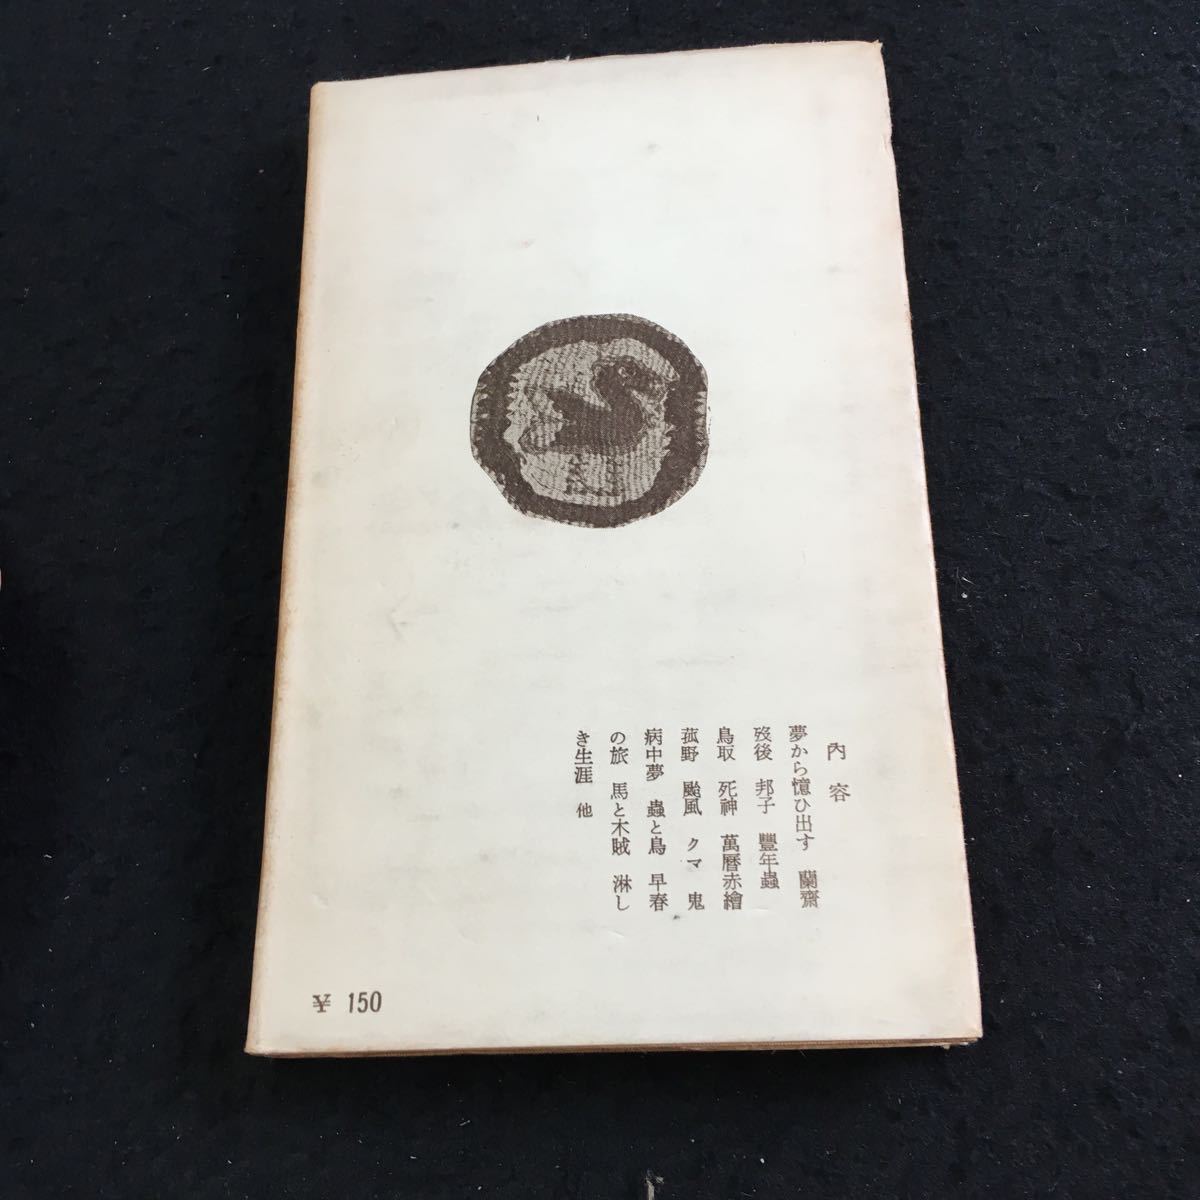 內容
夢から憶ひ出す　蘭齋
歿後　邦子　豐年蟲
鳥取　死神　萬曆赤繪
菰野　颱風　クマ　鬼
病中夢　蟲と鳥　早春
の旅　馬と木賊　淋し
き生涯　他
¥ 150